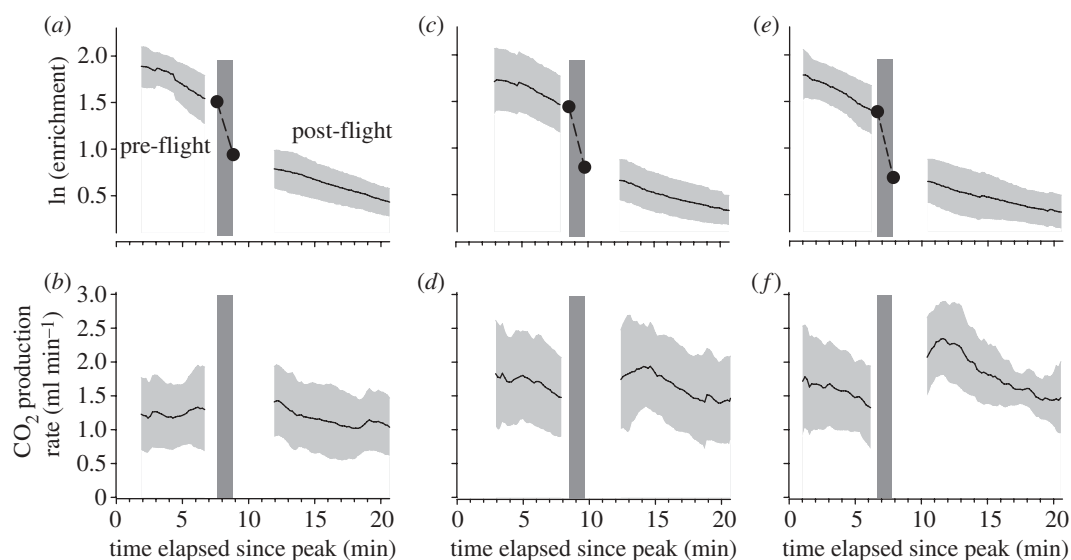 (a)
(c)
(e)
2.0
1.5
1.0
0.5
ln (enrichment)
pre-flight
post-flight
(b)
(d)
(f)
3.0
2.5
2.0
1.5
1.0
0.5
0
CO2 production
rate (ml min–1)
0 5 10 15 20
0 5 10 15 20
0 5 10 15 20
time elapsed since peak (min)
time elapsed since peak (min)
time elapsed since peak (min)